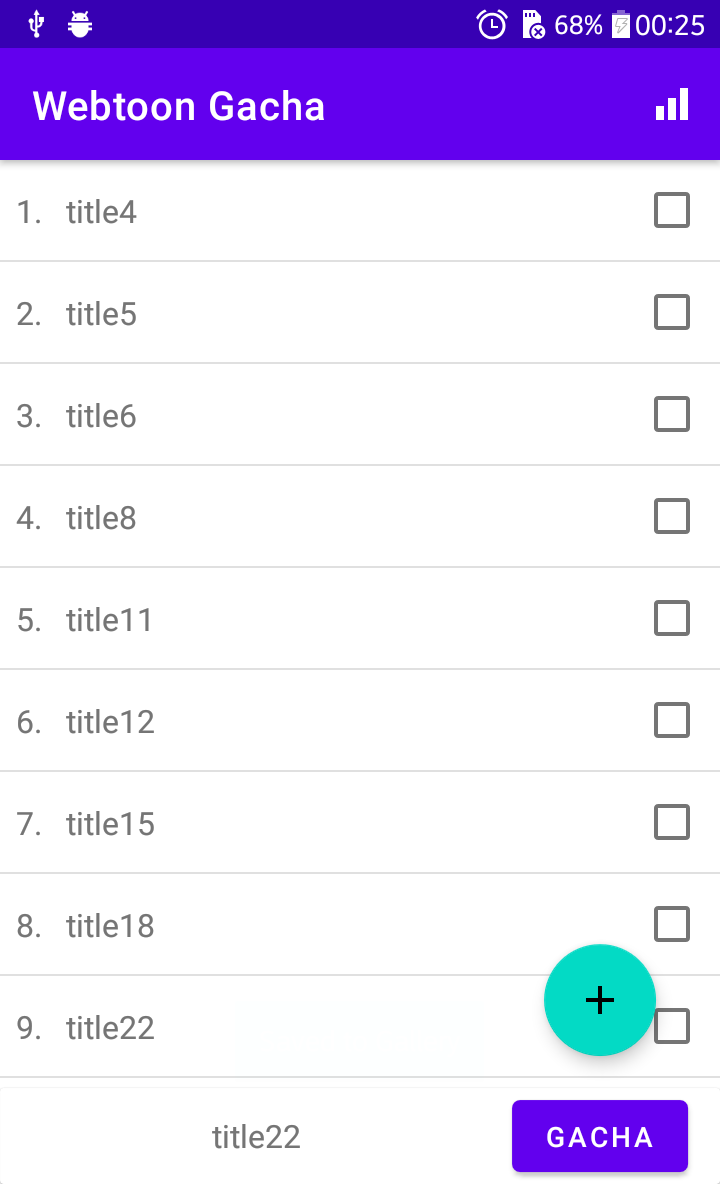 68% 00:25
Webtoon Gacha
1. title4
2. title5
3. title6
4. title8
5. title11
6. title12
7. title15
8. title18
9. title22
title22 GACHA